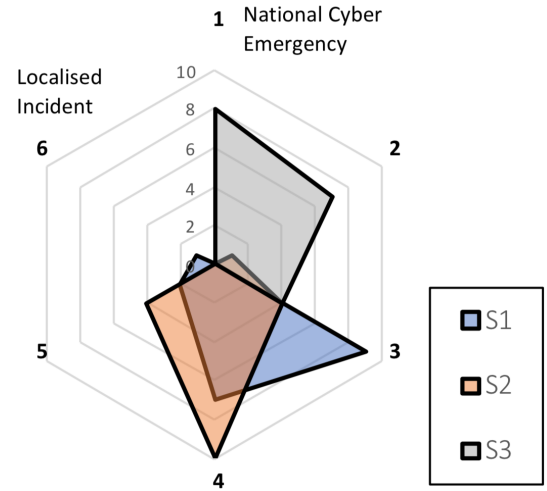 1 National Cyber
Emergency
Localised
Incident
10
8
6
4
2
0
6
2
5
3
4
S1
S2
S3